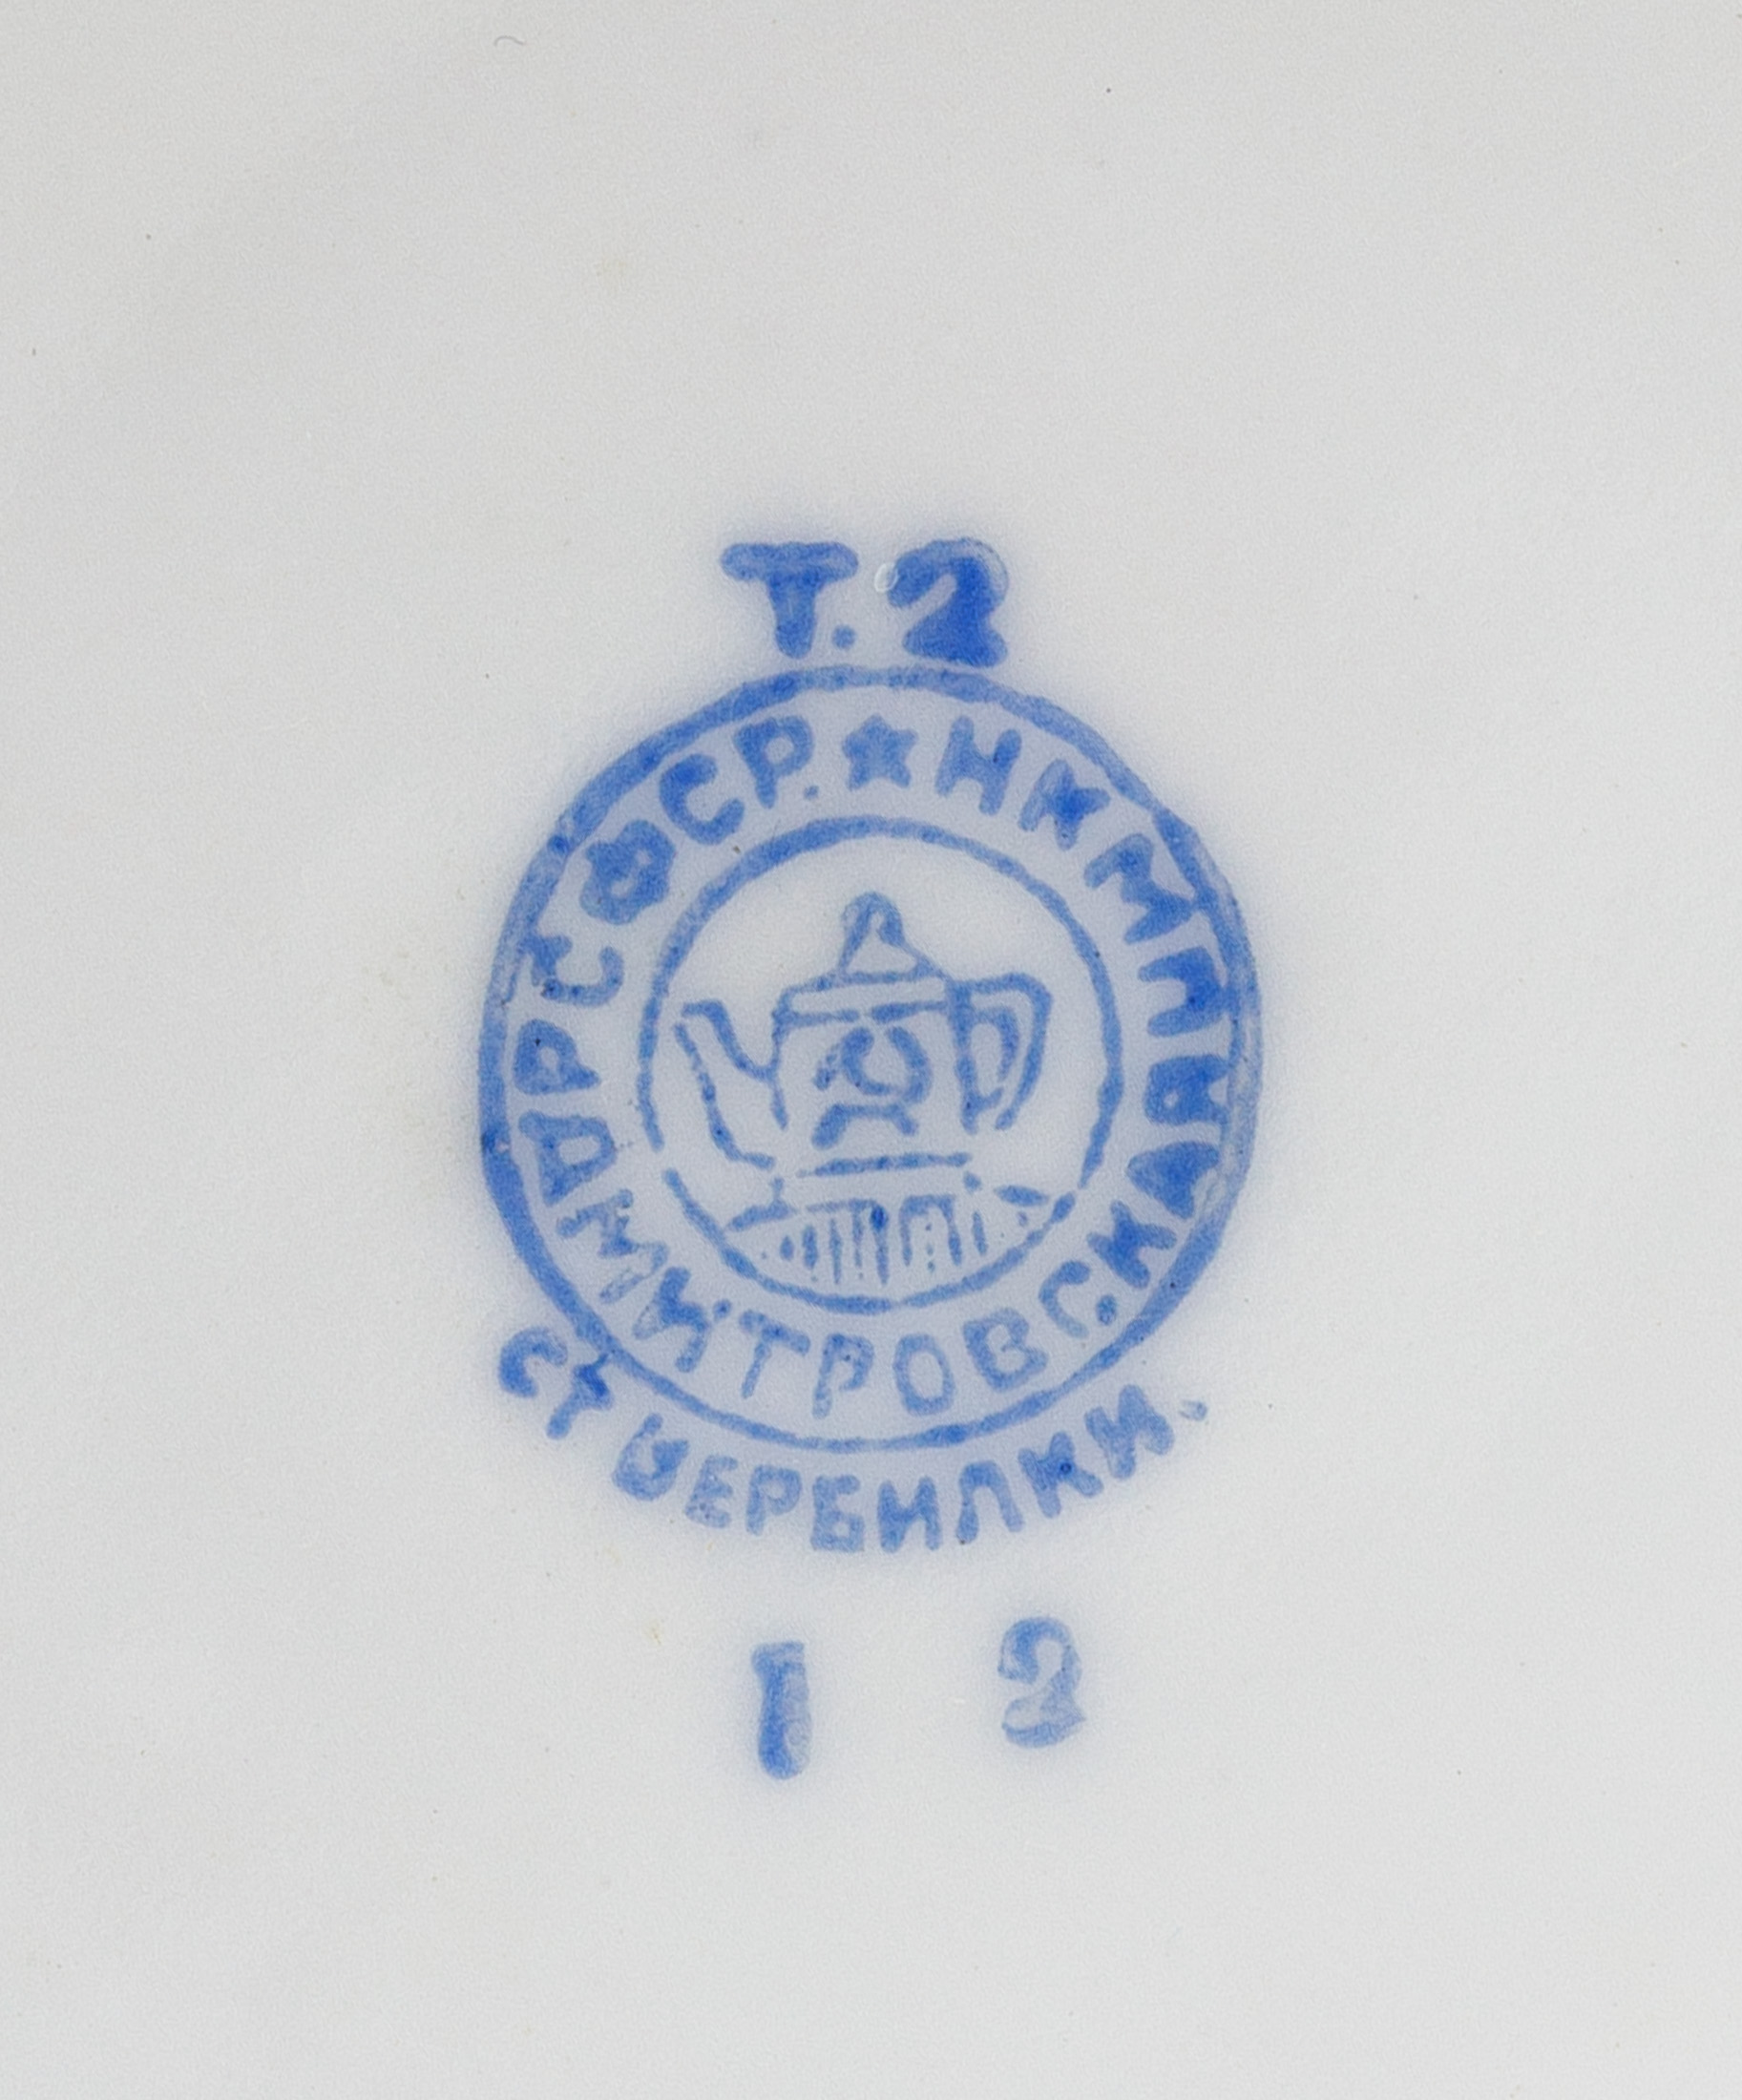 Т. 2
РСФСР. ★ НКМП
ДМИТРОВСКАЯ
СТ ВЕРБИЛКИ.
1 2